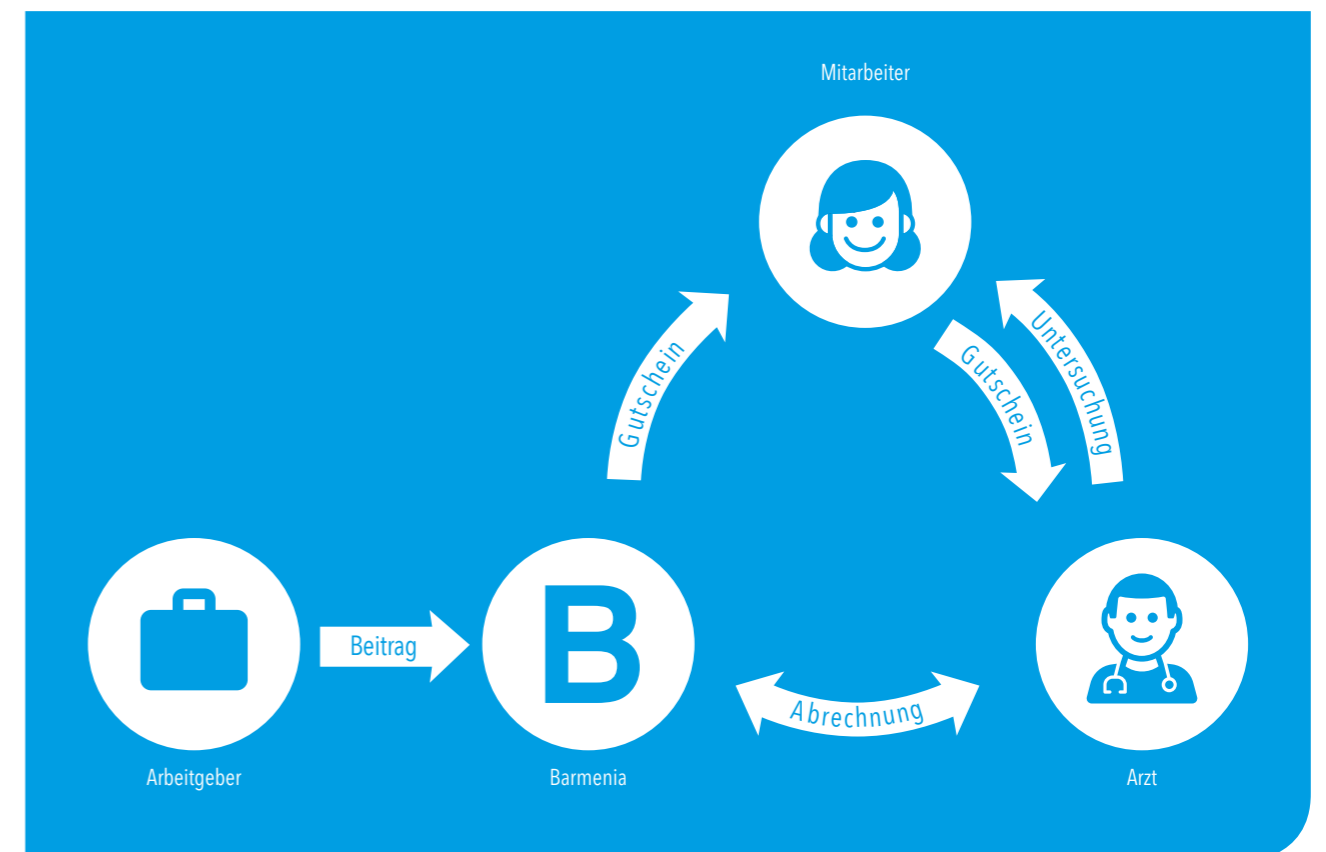 Mitarbeiter
Gutschein
Gutschein
Untersuchung
Beitrag
B
Abrechnung
Arbeitgeber
Barmenia
Arzt